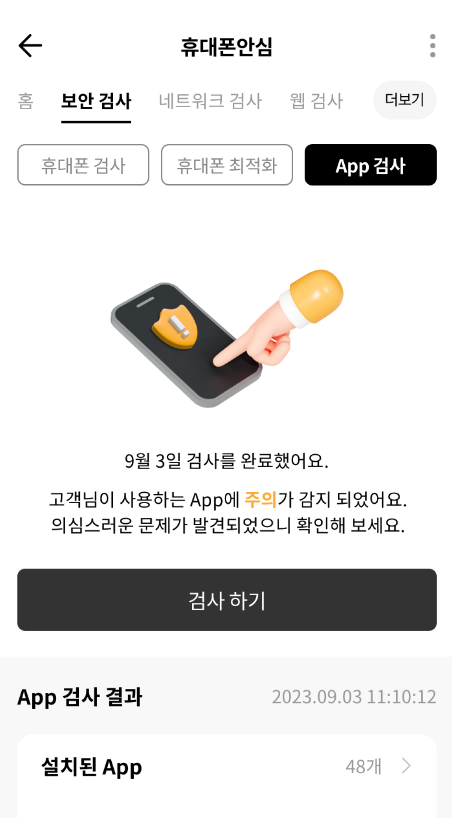 휴대폰안심
홈 보안 검사 네트워크 검사 웹 검사 더보기
휴대폰 검사 휴대폰 최적화 App 검사
9월 3일 검사를 완료했어요.
고객님이 사용하는 App에 주의가 감지 되었어요.
의심스러운 문제가 발견되었으니 확인해 보세요.
검사 하기
App 검사 결과 2023.09.03 11:10:12
설치된 App 48개